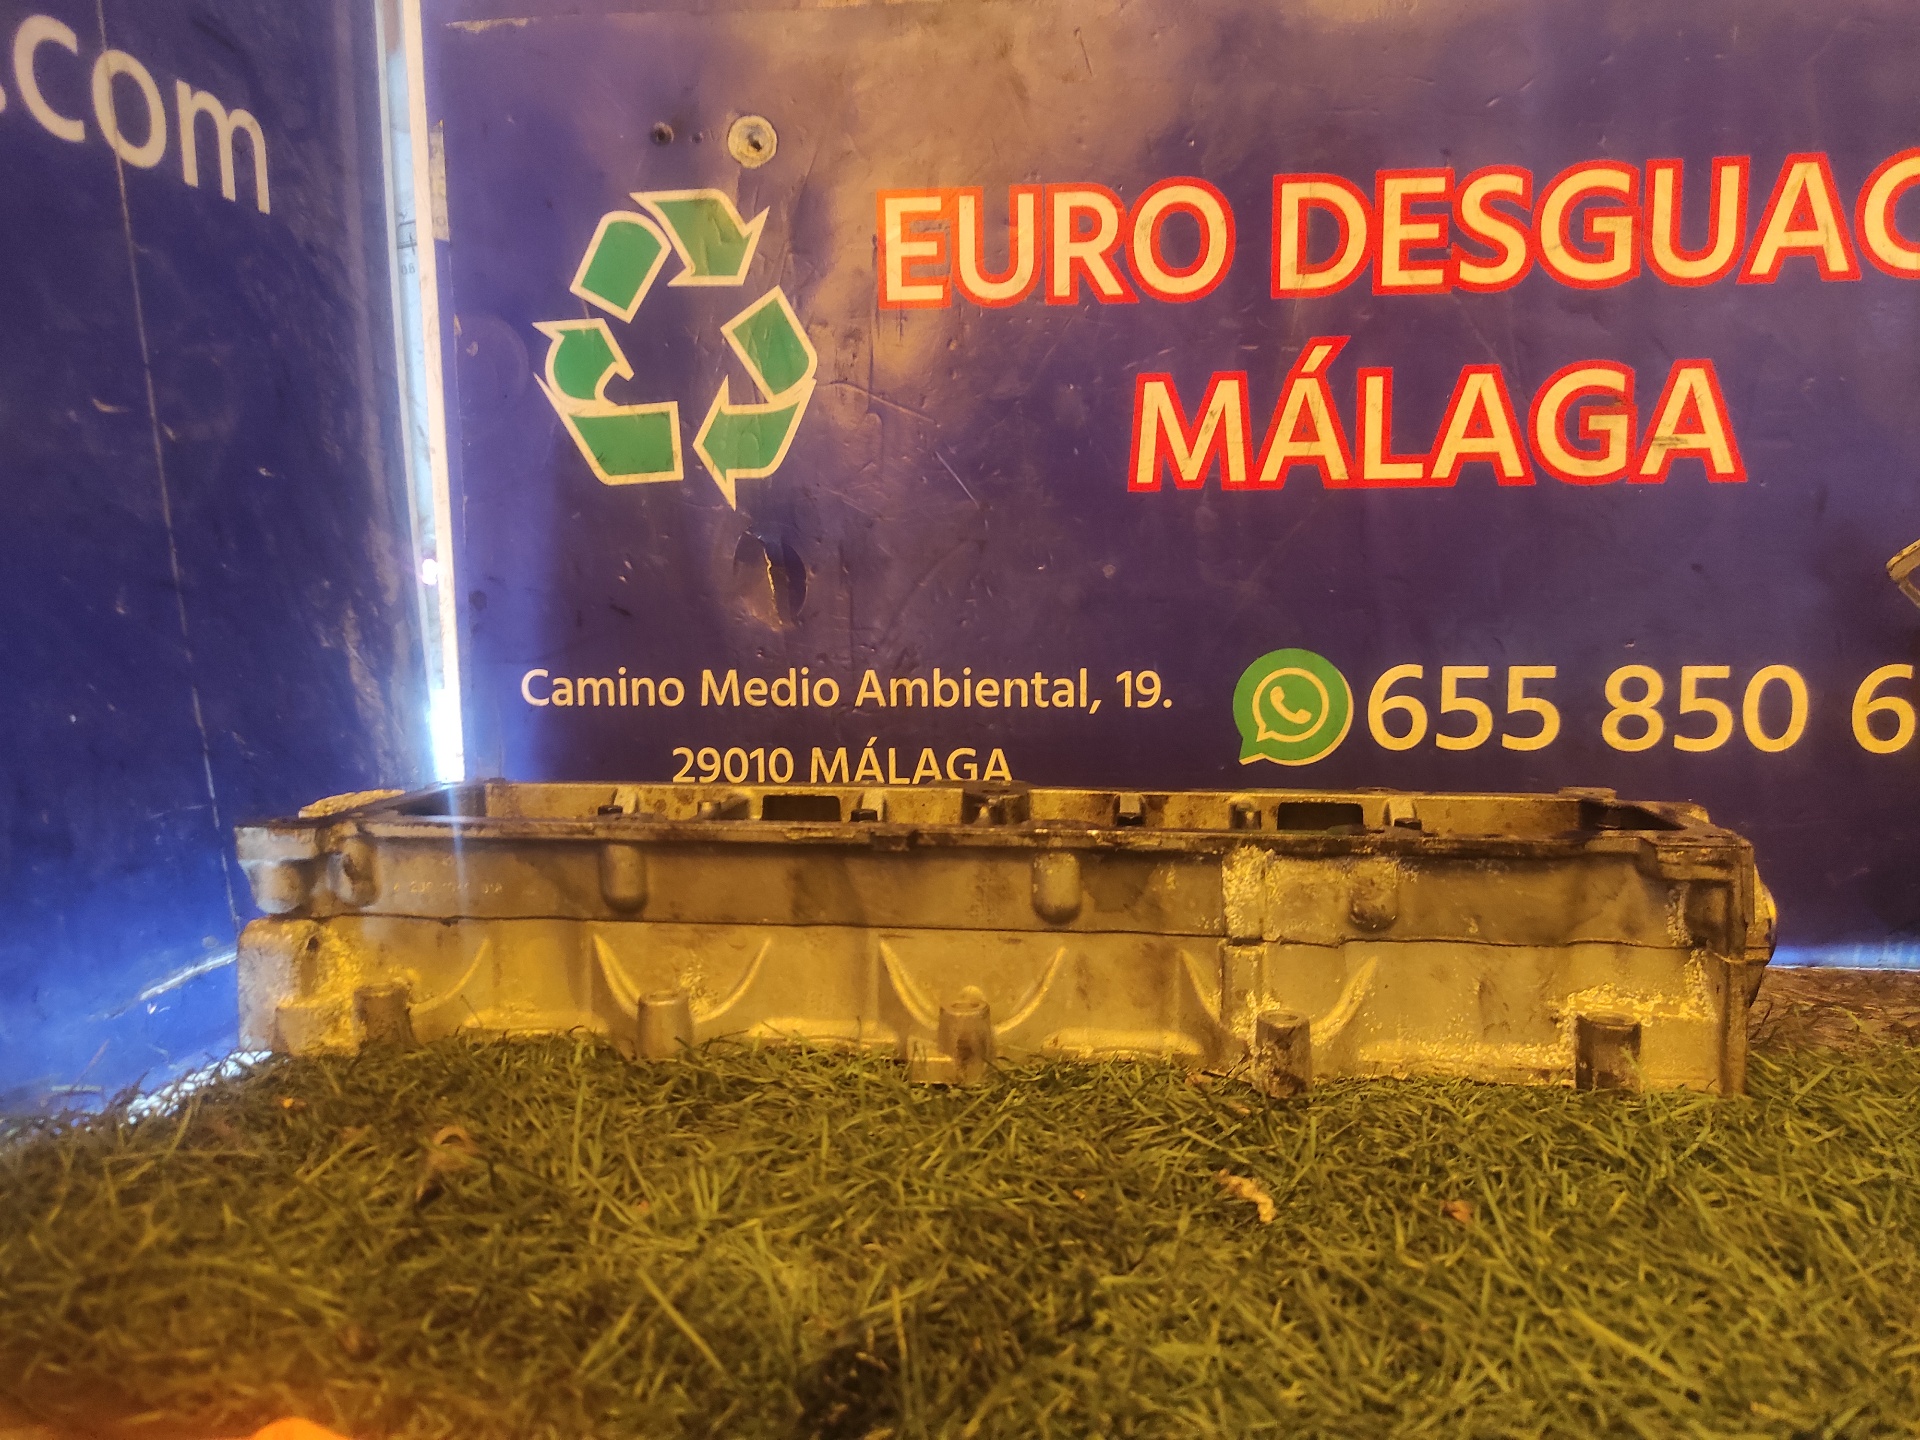 .com
EURO DESGUAC
MÁLAGA
Camino Medio Ambiental, 19.
29010 MÁLAGA
655 850 6